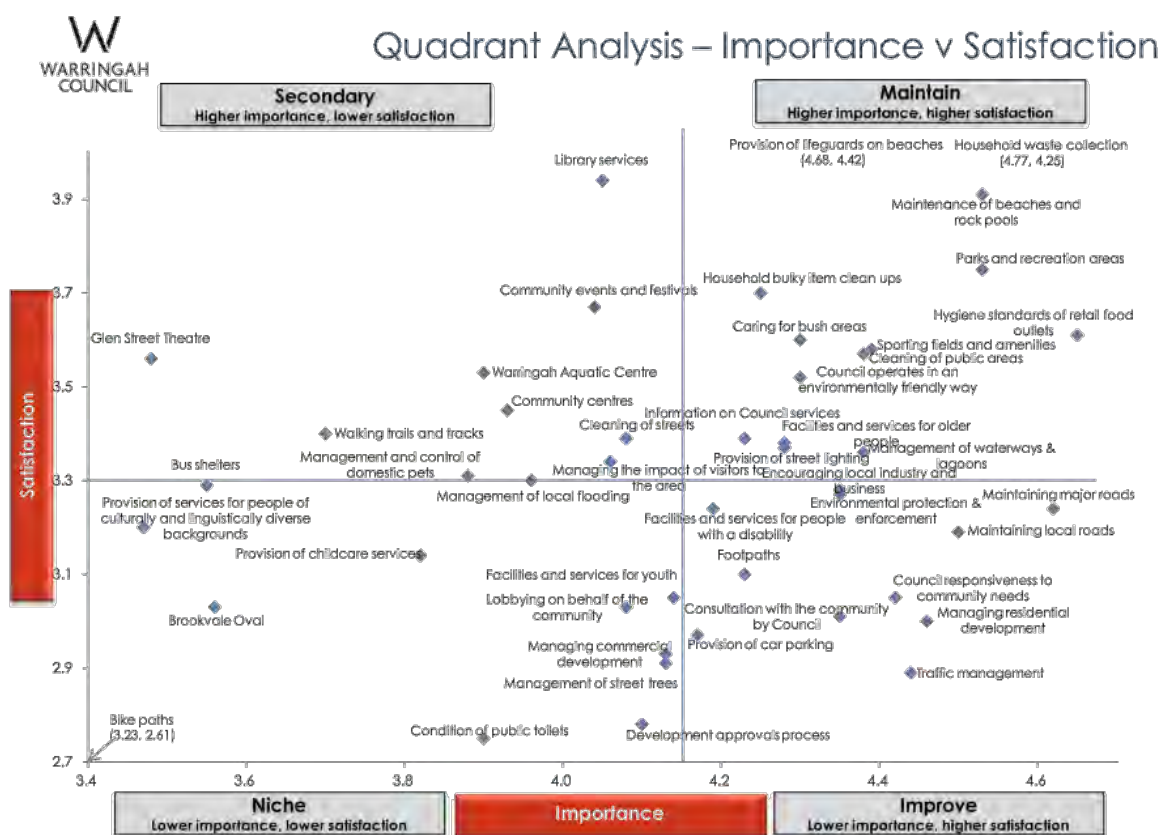 WARRINGAH
COUNCIL
Quadrant Analysis – Importance v Satisfaction
Secondary
Higher importance, lower satisfaction
Maintain
Higher importance, higher satisfaction
Library services
Provision of lifeguards on beaches
(4.68, 4.42)
Household waste collection
(4.77, 4.25)
Maintenance of beaches and
rock pools
Parks and recreation areas
Household bulky item clean ups
Community events and festivals
Hygiene standards of retail food
outlets
Caring for bush areas
Glen Street Theatre
Sporting fields and amenities
Cleaning of public areas
Warringah Aquatic Centre
Council operates in an
environmentally friendly way
Community centres
Information on Council services
Cleaning of streets
Facilities and services for older
people
Walking trails and tracks
Management of waterways &
lagoons
Management and control of
domestic pets
Provision of street lighting
Bus shelters
Managing the impact of visitors to
the area
Encouraging local industry and
business
Management of local flooding
Environmental protection &
enforcement
Maintaining major roads
Provision of services for people of
culturally and linguistically diverse
backgrounds
Facilities and services for people
with a disability
Maintaining local roads
Provision of childcare services
Footpaths
Facilities and services for youth
Council responsiveness to
community needs
Lobbying on behalf of the
community
Consultation with the community
by Council
Managing residential
development
Brookvale Oval
Managing commercial
development
Provision of car parking
Traffic management
Management of street trees
Bike paths
(3.23, 2.61)
Condition of public toilets
Development approvals process
3.9
3.7
3.5
3.3
3.1
2.9
2.7
Satisfaction
3.4
3.6
3.8
4.0
4.2
4.4
4.6
Niche
Lower importance, lower satisfaction
Importance
Improve
Lower importance, higher satisfaction